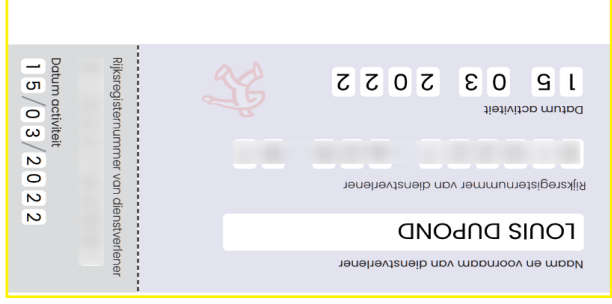 Naam en voornaam van dienstverlener
LOUIS DUPOND
Rijksregisternummer van dienstverlener
Datum activiteit
15 03 2022
Rijksregisternummer van dienstverlener
Datum activiteit
15/03/2022